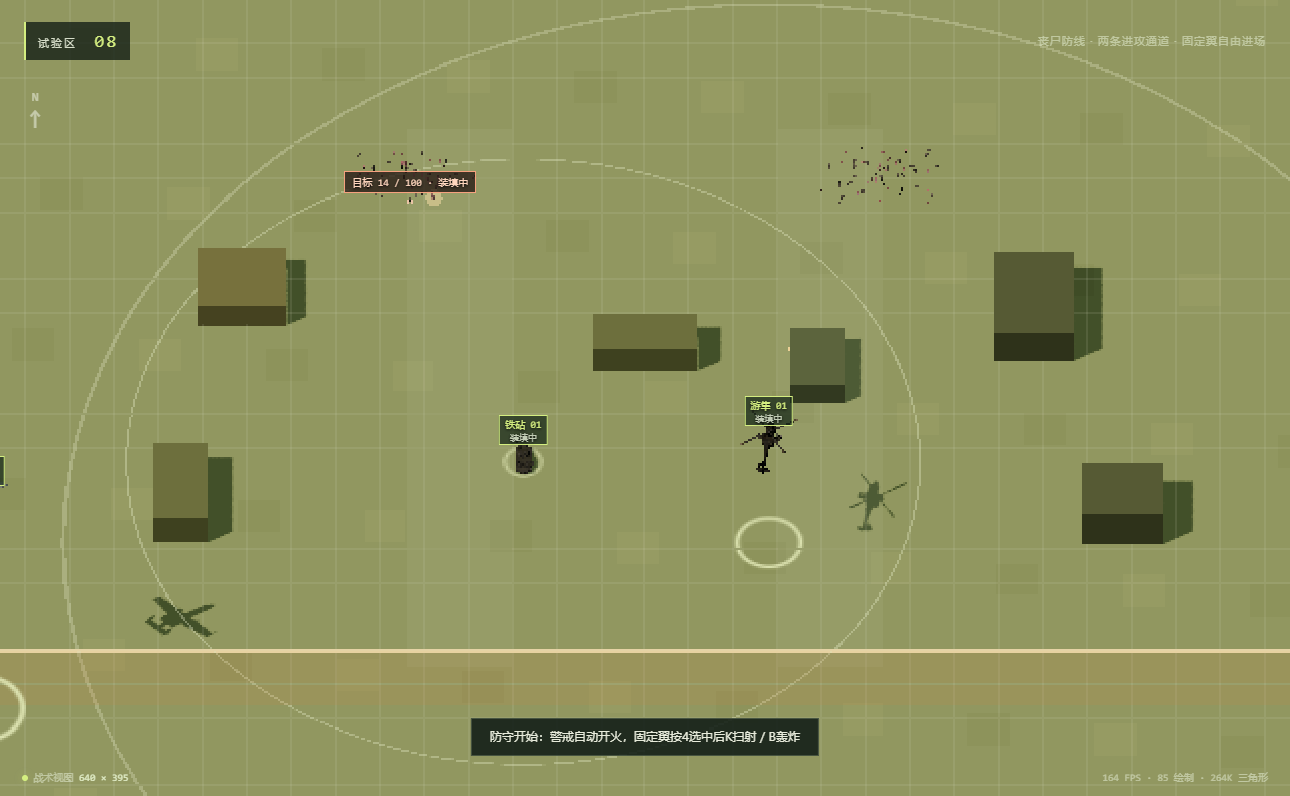 试验区 08
丧尸防线 · 两条进攻通道 · 固定翼自由进场
N
目标 14 / 100 · 装填中
游隼 01
装填中
铁砧 01
装填中
防守开始：警戒自动开火，固定翼按4选中后K扫射 / B轰炸
战术视图 640 × 395
164 FPS · 85 绘制 · 264K 三角形